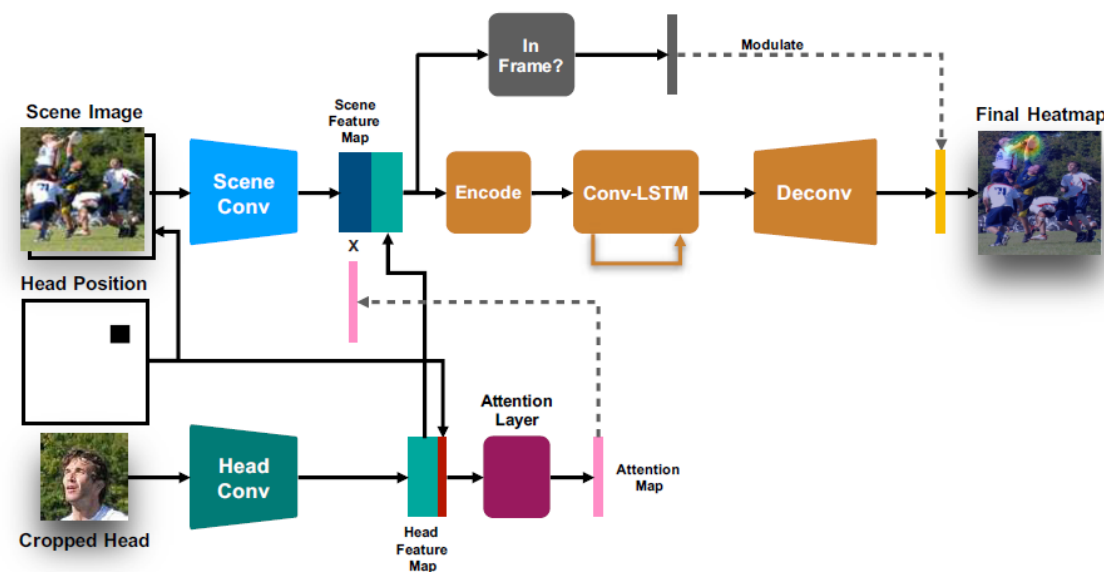 In
Frame?
Modulate
Scene Image
Scene
Feature
Map
Final Heatmap
Scene
Conv
Encode
Conv-LSTM
Deconv
X
Head Position
Attention
Layer
Head
Conv
Attention
Map
Cropped Head
Head
Feature
Map